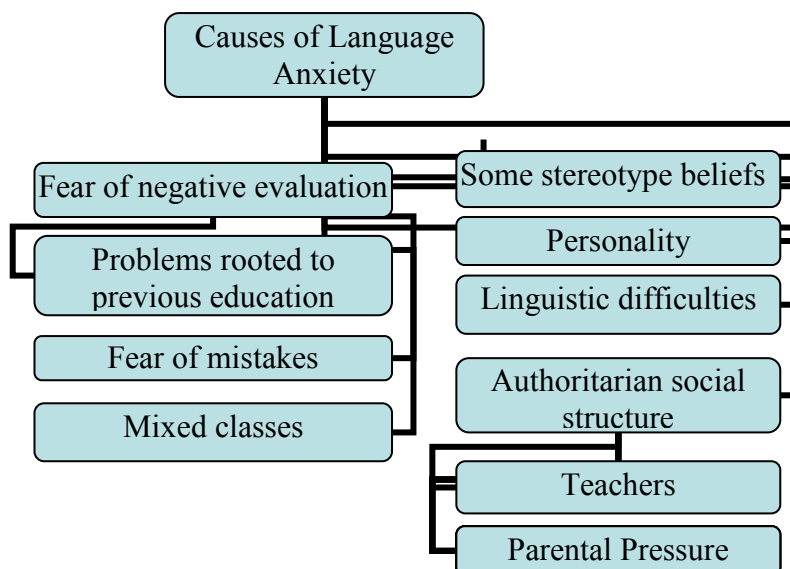 Causes of Language
Anxiety
Fear of negative evaluation
Problems rooted to
previous education
Fear of mistakes
Mixed classes
Some stereotype beliefs
Personality
Linguistic difficulties
Authoritarian social
structure
Teachers
Parental Pressure